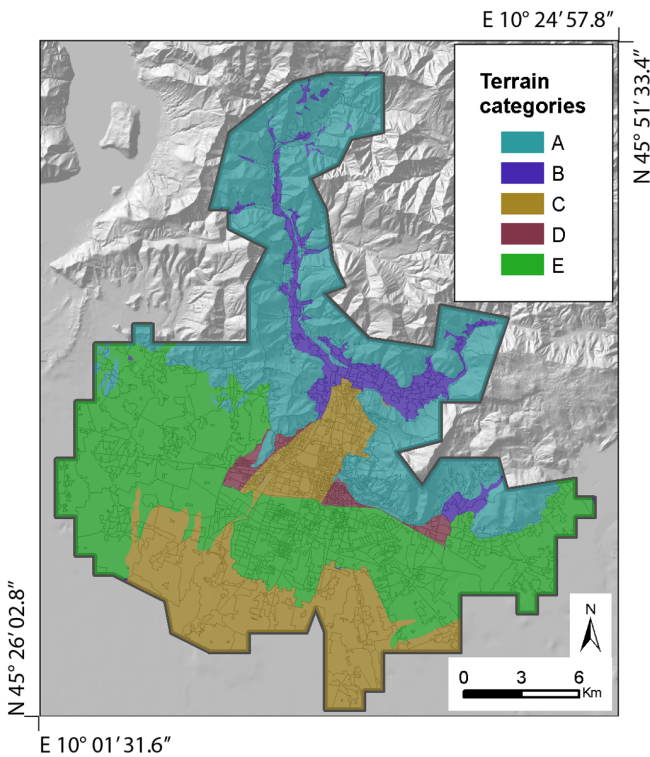 E 10° 24’ 57.8”
N 45° 51’ 33.4”
Terrain
categories
A
B
C
D
E
N 45° 26’ 02.8”
N
0 3 6
Km
E 10° 01’ 31.6”